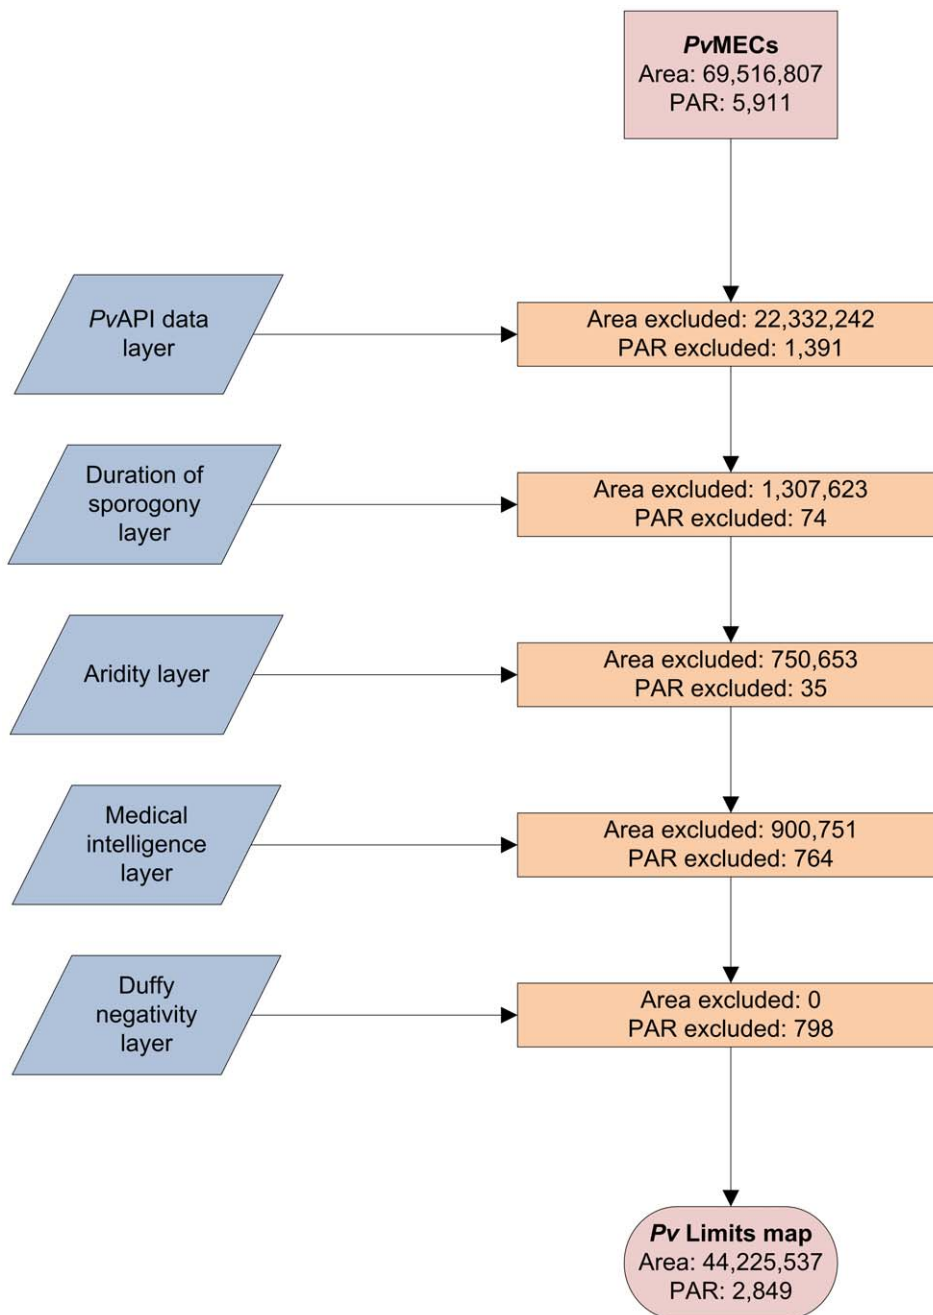 PvMECs
Area: 69,516,807
PAR: 5,911
PvAPI data
layer
Area excluded: 22,332,242
PAR excluded: 1,391
Duration of
sporogony
layer
Area excluded: 1,307,623
PAR excluded: 74
Aridity layer
Area excluded: 750,653
PAR excluded: 35
Medical
intelligence
layer
Area excluded: 900,751
PAR excluded: 764
Duffy
negativity
layer
Area excluded: 0
PAR excluded: 798
Pv Limits map
Area: 44,225,537
PAR: 2,849